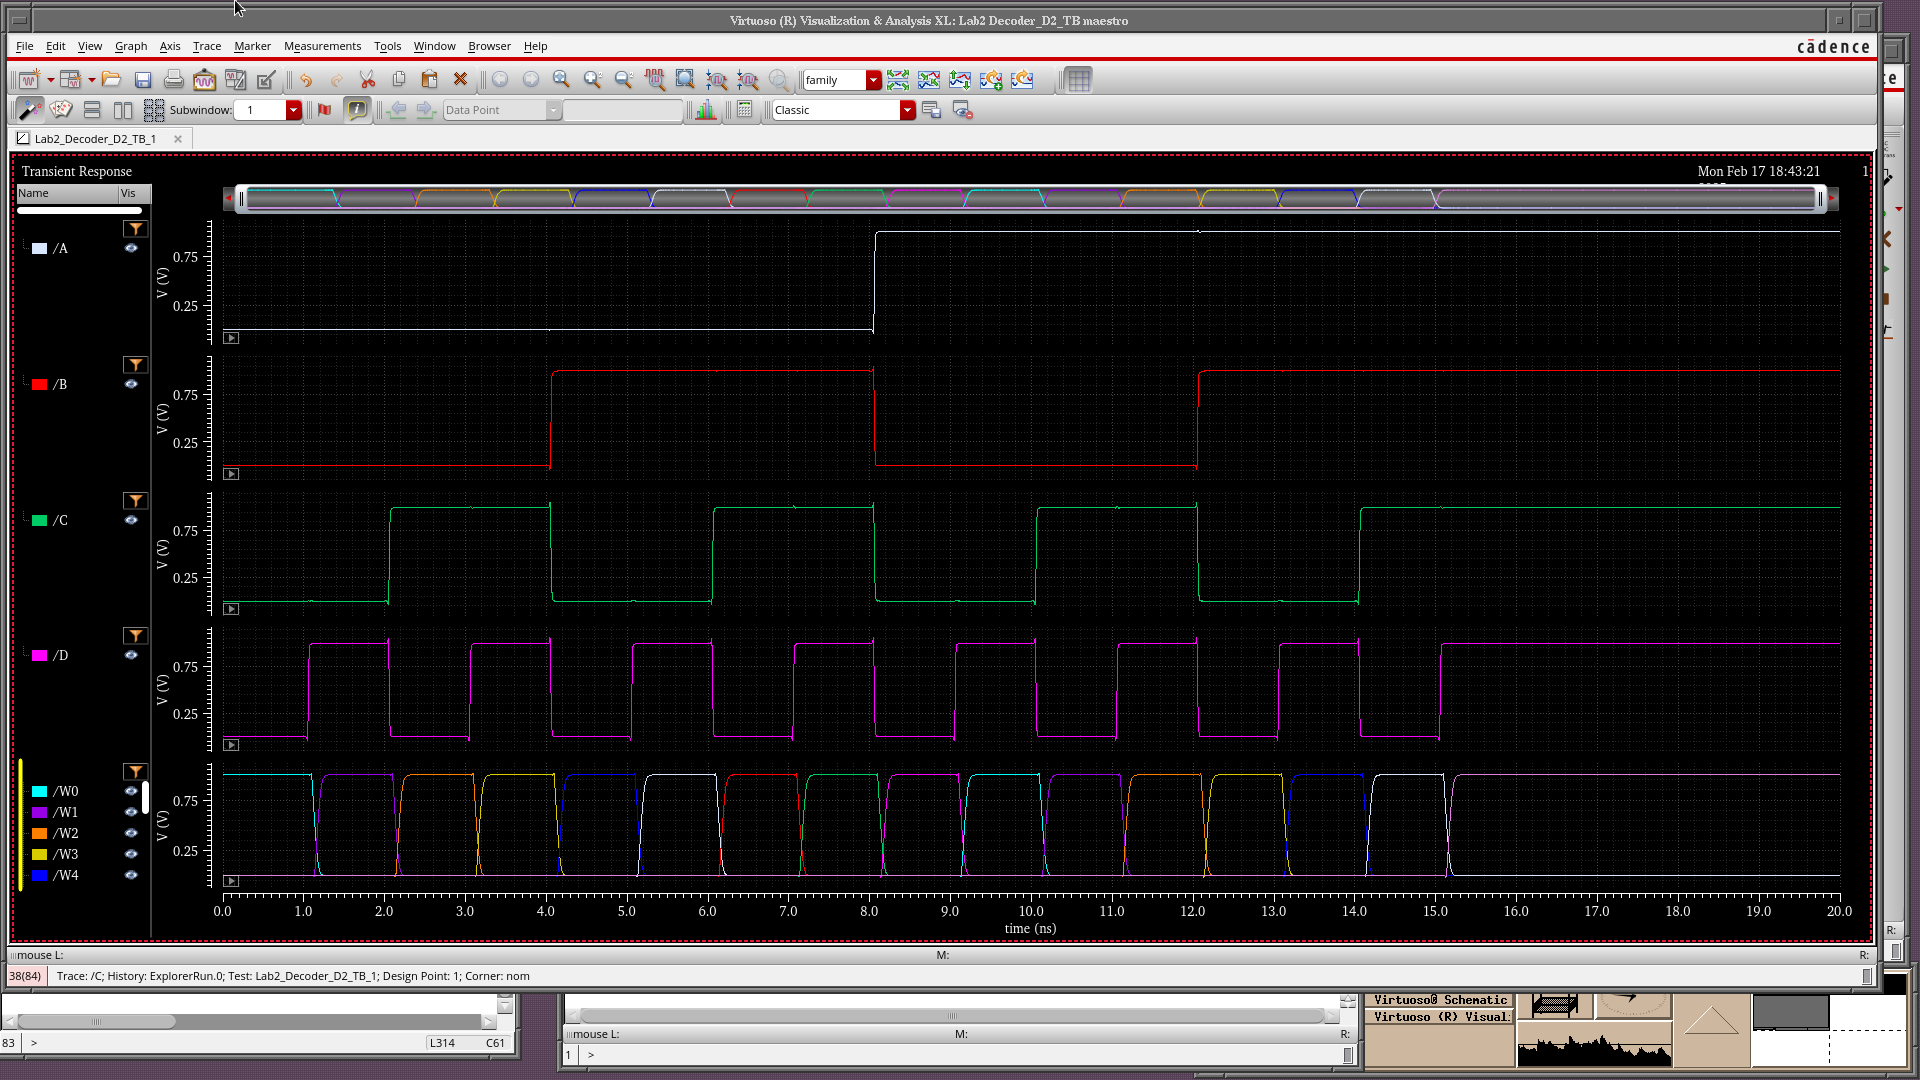 Virtuoso (R) Visualization & Analysis XL: Lab2 Decoder_D2_TB maestro
File Edit View Graph Axis Trace Marker Measurements Tools Window Browser Help
cādence
family
Subwindow: 1 Data Point Classic
Lab2_Decoder_D2_TB_1
Transient Response
Mon Feb 17 18:43:21 1
Name Vis
/A
V (V)
0.75
0.25
/B
V (V)
0.75
0.25
/C
V (V)
0.75
0.25
/D
V (V)
0.75
0.25
/W0
/W1
/W2
/W3
/W4
V (V)
0.75
0.25
0.0 1.0 2.0 3.0 4.0 5.0 6.0 7.0 8.0 9.0 10.0 11.0 12.0 13.0 14.0 15.0 16.0 17.0 18.0 19.0 20.0
time (ns)
mouse L: M: R:
38(84) Trace: /C; History: ExplorerRun.0; Test: Lab2_Decoder_D2_TB_1; Design Point: 1; Corner: nom
ce
R:
83 > L314 C61
mouse L: M: R:
1 >
Virtuoso® Schematic
Virtuoso (R) Visual: